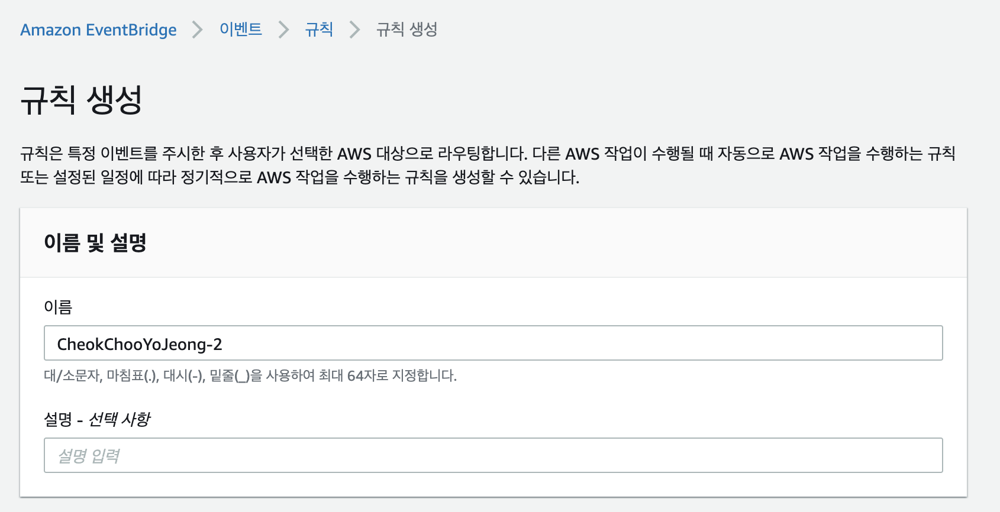 Amazon EventBridge > 이벤트 > 규칙 > 규칙 생성
규칙 생성
규칙은 특정 이벤트를 주시한 후 사용자가 선택한 AWS 대상으로 라우팅합니다. 다른 AWS 작업이 수행될 때 자동으로 AWS 작업을 수행하는 규칙
또는 설정된 일정에 따라 정기적으로 AWS 작업을 수행하는 규칙을 생성할 수 있습니다.
이름 및 설명
이름
CheokChooYoJeong-2
대/소문자, 마침표(.), 대시(-), 밑줄(_)을 사용하여 최대 64자로 지정합니다.
설명 - 선택 사항
설명 입력